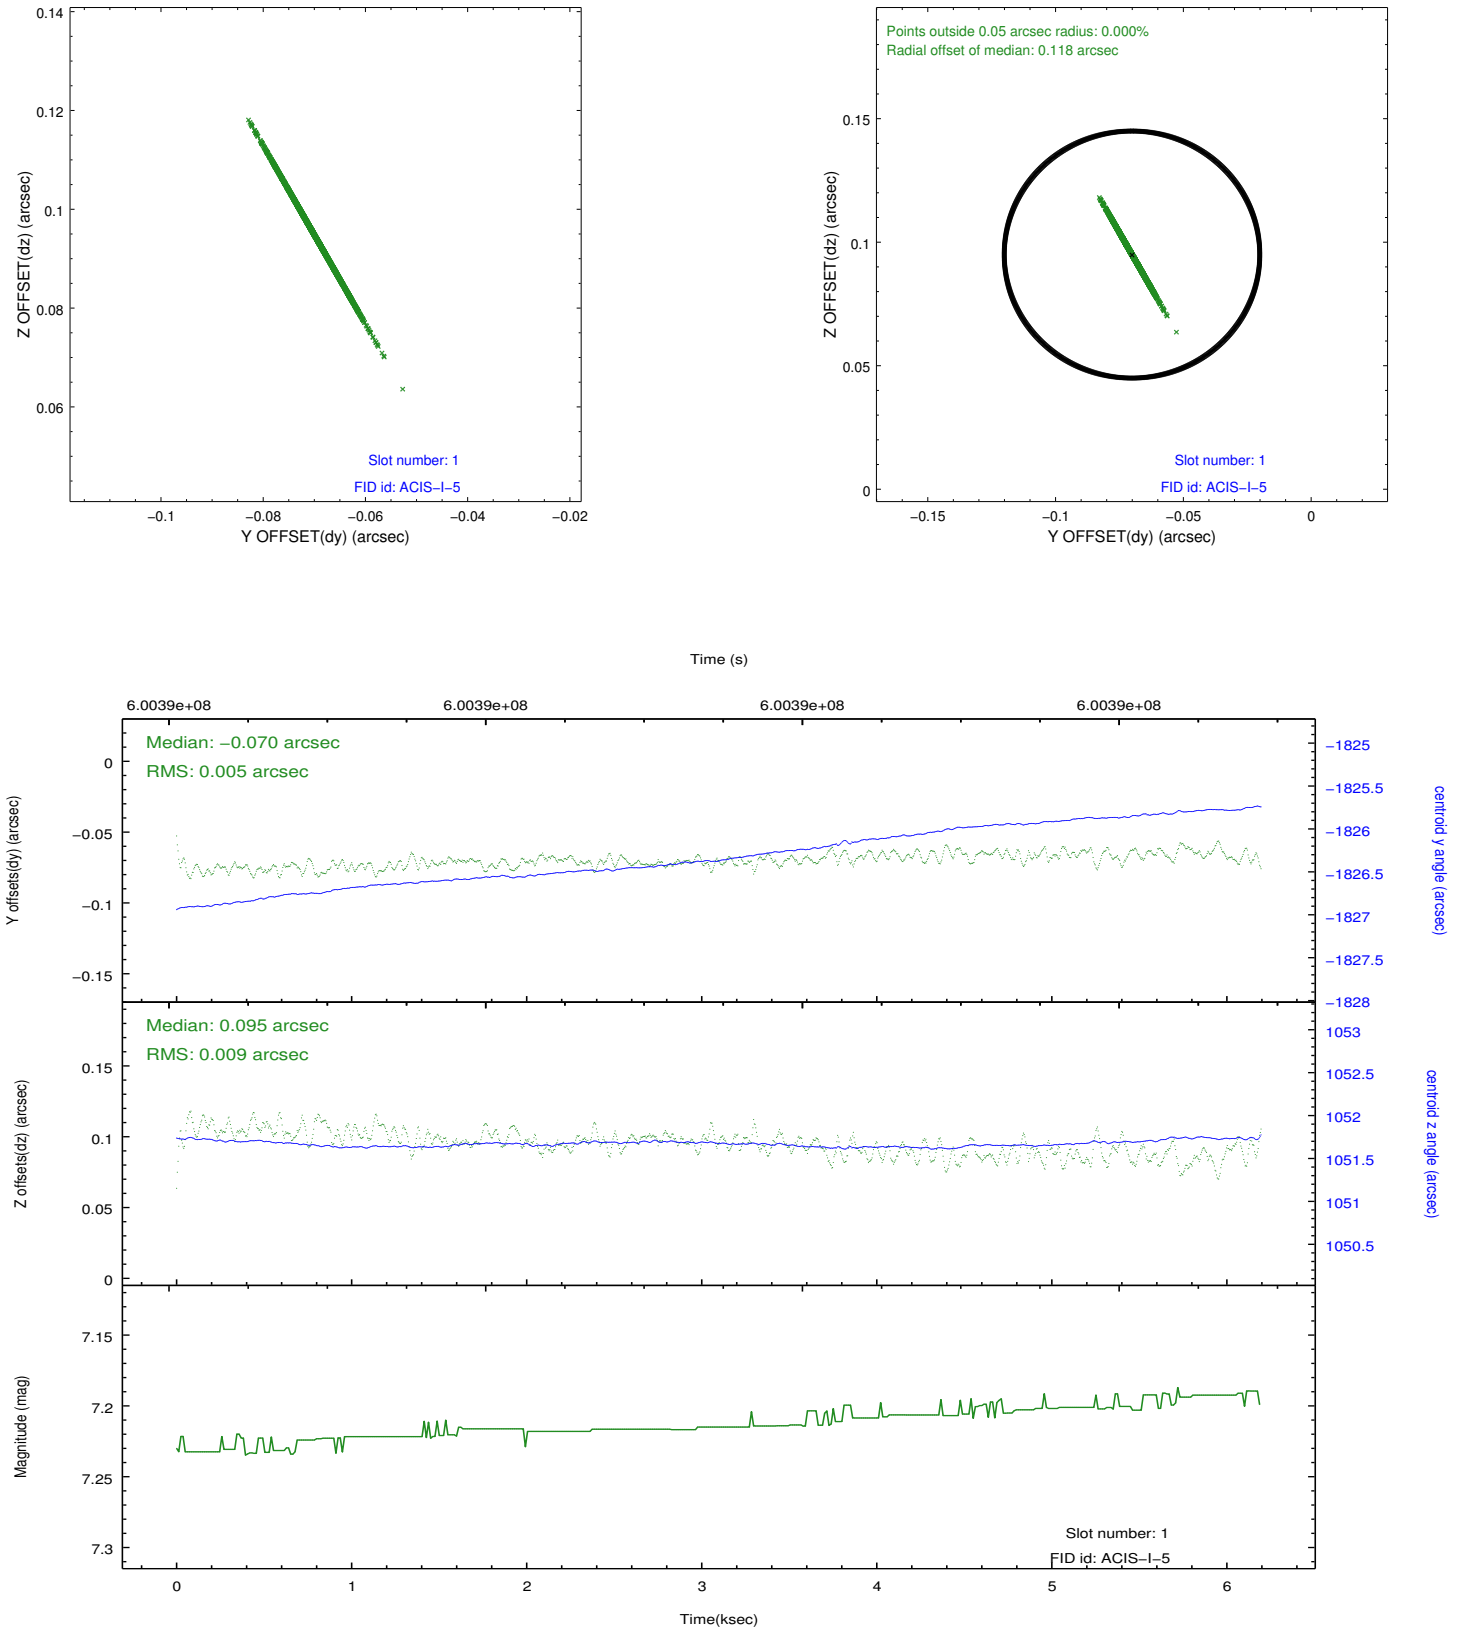 0.14
0.12
0.1
0.08
0.06
Z OFFSET(dz) (arcsec)
Slot number: 1
FID id: ACIS−I−5
−0.1
−0.08
−0.06
−0.04
−0.02
Y OFFSET(dy) (arcsec)
Points outside 0.05 arcsec radius: 0.000%
Radial offset of median: 0.118 arcsec
0.15
0.1
0.05
0
Z OFFSET(dz) (arcsec)
Slot number: 1
FID id: ACIS−I−5
−0.15
−0.1
−0.05
0
Y OFFSET(dy) (arcsec)
Time (s)
6.0039e+08
6.0039e+08
6.0039e+08
6.0039e+08
Median: −0.070 arcsec
RMS: 0.005 arcsec
0
−0.05
−0.1
−0.15
Y offsets(dy) (arcsec)
−1825
−1825.5
−1826
−1826.5
−1827
−1827.5
−1828
centroid y angle (arcsec)
Median: 0.095 arcsec
RMS: 0.009 arcsec
0.15
0.1
0.05
0
Z offsets(dz) (arcsec)
1053
1052.5
1052
1051.5
1051
1050.5
centroid z angle (arcsec)
7.15
7.2
7.25
7.3
Magnitude (mag)
Slot number: 1
FID id: ACIS−I−5
0
1
2
3
4
5
6
Time(ksec)